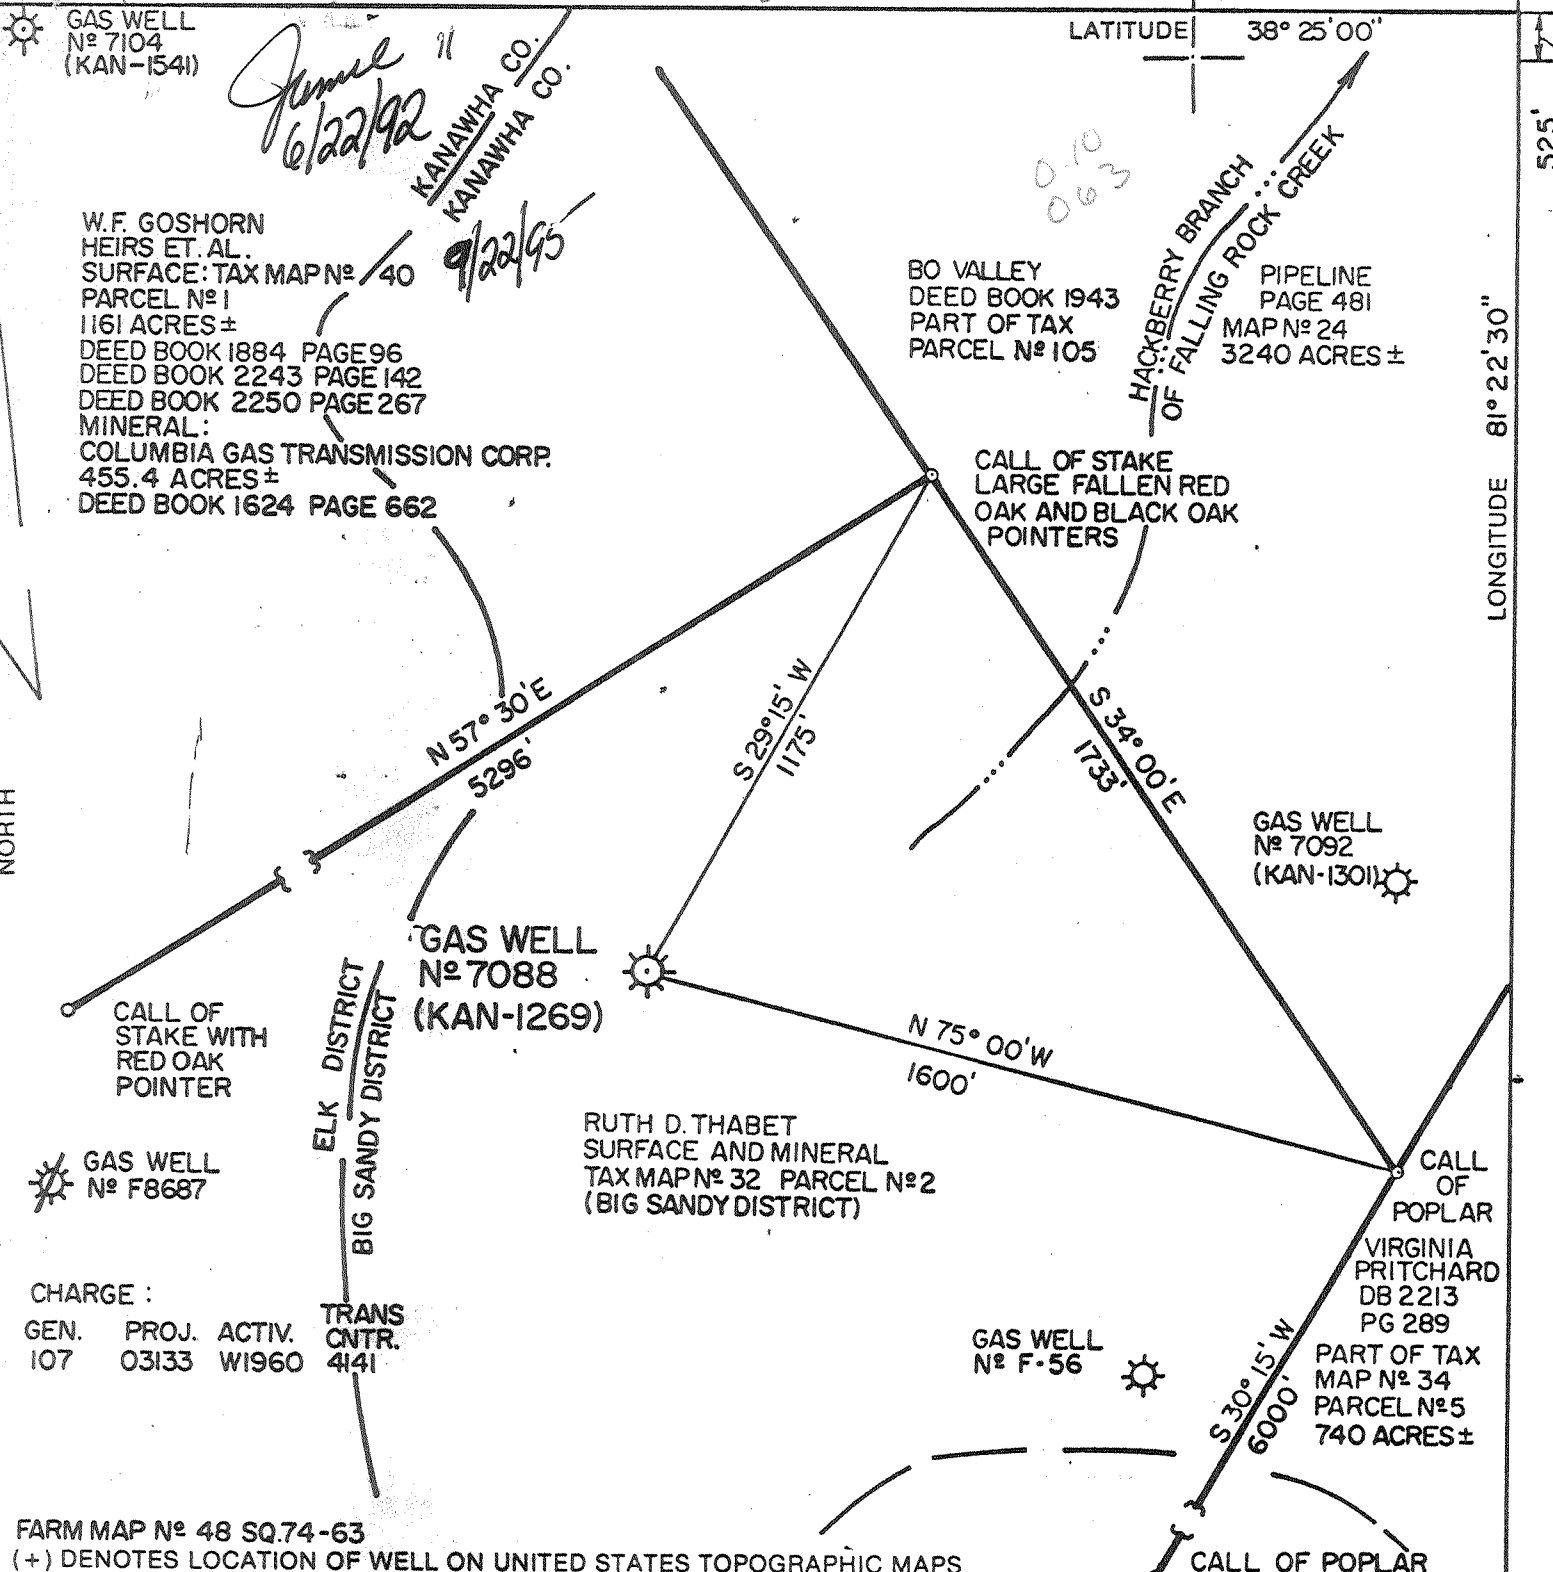 GAS WELL
Nº 7104
(KAN-1541)
6/22/92
KANAWHA CO.
KANAWHA CO.
9/22/95
LATITUDE 38° 25'00"
525'
0.10
063
W.F. GOSHORN
HEIRS ET. AL.
SURFACE: TAX MAP Nº 40
PARCEL Nº 1
1161 ACRES ±
DEED BOOK 1884 PAGE 96
DEED BOOK 2243 PAGE 142
DEED BOOK 2250 PAGE 267
MINERAL:
COLUMBIA GAS TRANSMISSION CORP.
455.4 ACRES ±
DEED BOOK 1624 PAGE 662
BO VALLEY PIPELINE
DEED BOOK 1943 PAGE 481
PART OF TAX MAP Nº 24
PARCEL Nº 105 3240 ACRES ±
HACKBERRY BRANCH
OF FALLING ROCK CREEK
LONGITUDE 81° 22' 30"
CALL OF STAKE
LARGE FALLEN RED
OAK AND BLACK OAK
POINTERS
N 57° 30' E
5296'
S 29° 15' W
1175'
S 34° 00' E
1733'
NORTH
GAS WELL
Nº 7092
(KAN-1301)
GAS WELL
Nº 7088
(KAN-1269)
CALL OF
STAKE WITH
RED OAK
POINTER
ELK DISTRICT
BIG SANDY DISTRICT
N 75° 00' W
1600'
RUTH D. THABET
SURFACE AND MINERAL
TAX MAP Nº 32 PARCEL Nº 2
(BIG SANDY DISTRICT)
GAS WELL
Nº F8687
CALL
OF
POPLAR
VIRGINIA
PRITCHARD
DB 2213
PG 289
PART OF TAX
MAP Nº 34
PARCEL Nº 5
740 ACRES ±
CHARGE :
GEN. PROJ. ACTIV. TRANS CNTR.
107 03133 W1960 4141
GAS WELL
Nº F-56
S 30° 15' W
6000'
FARM MAP Nº 48 SQ.74-63
(+) DENOTES LOCATION OF WELL ON UNITED STATES TOPOGRAPHIC MAPS
CALL OF POPLAR